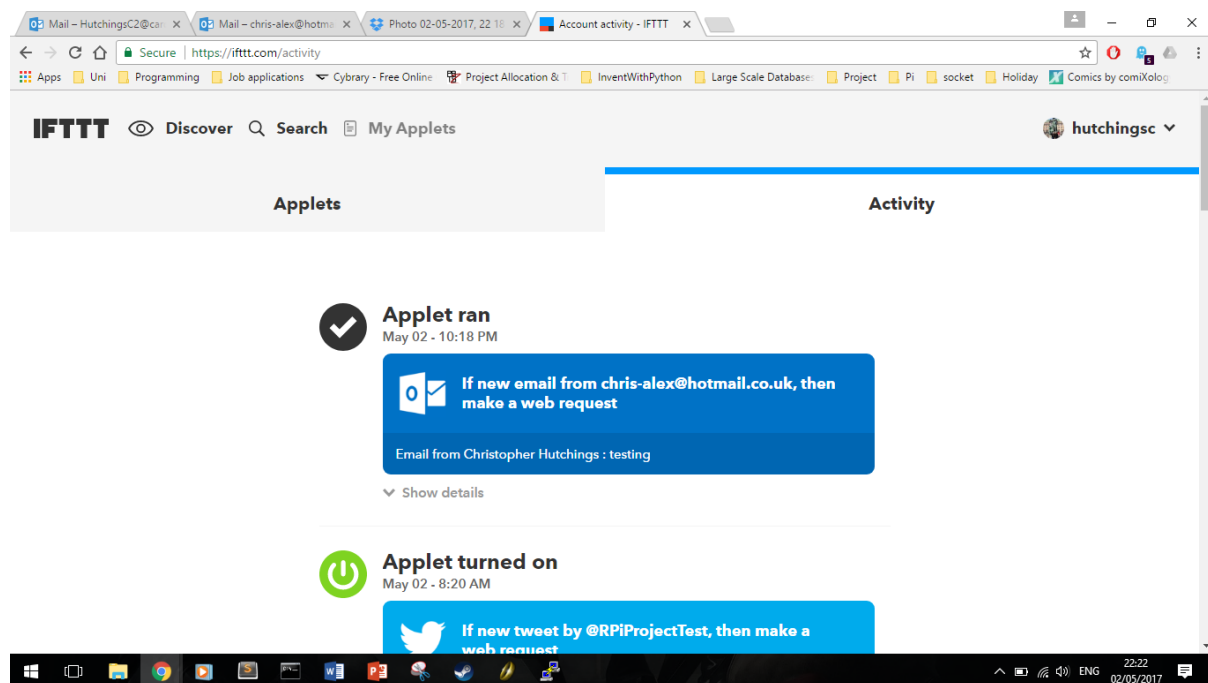 Mail – HutchingsC2@can
Mail – chris-alex@hotma
Photo 02-05-2017, 22 18
Account activity - IFTTT
Secure | https://ifttt.com/activity
Apps Uni Programming Job applications Cybrary - Free Online Project Allocation & T InventWithPython Large Scale Database: Project Pi socket Holiday Comics by comiXolog
IFTTT Discover Search My Applets hutchingsc
Applets Activity
Applet ran
May 02 - 10:18 PM
If new email from chris-alex@hotmail.co.uk, then
make a web request
Email from Christopher Hutchings : testing
Show details
Applet turned on
May 02 - 8:20 AM
If new tweet by @RPiProjectTest, then make a
web request
ENG 22:22
02/05/2017